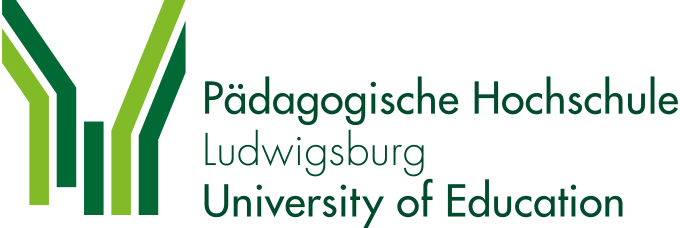 Pädagogische Hochschule
Ludwigsburg
University of Education